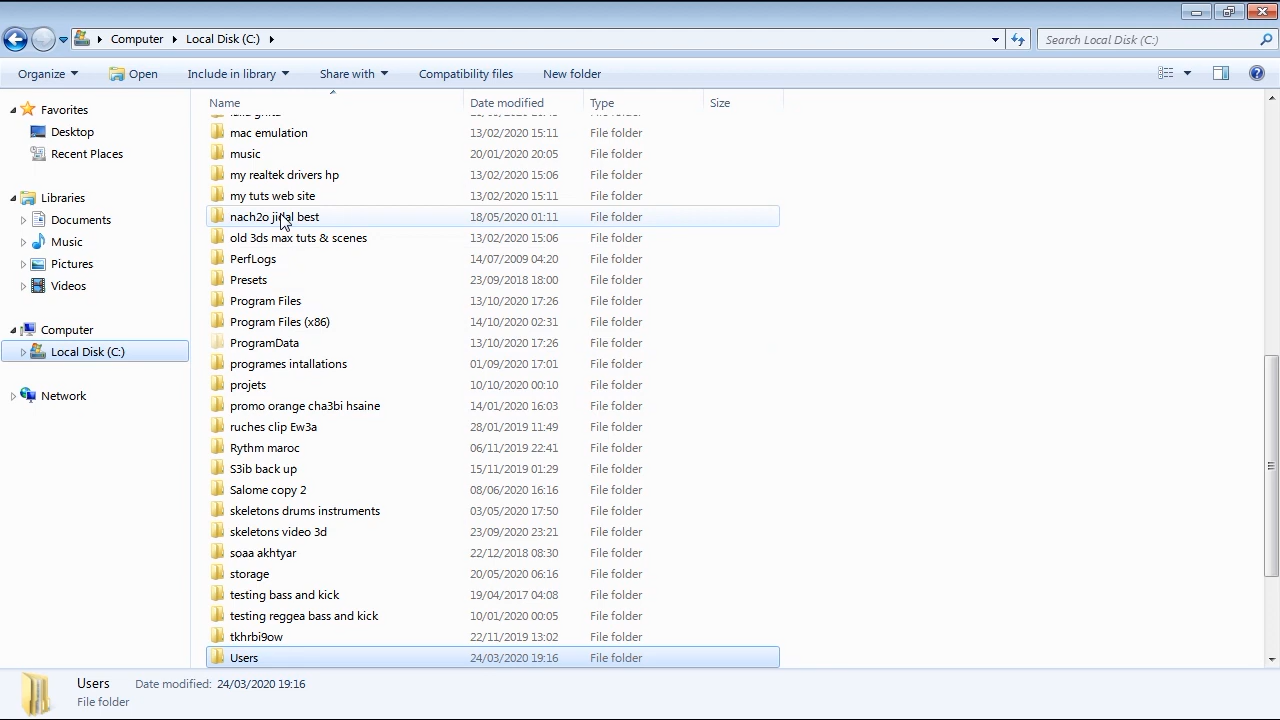 Computer Local Disk (C:) Search Local Disk (C:)
Organize Open Include in library Share with Compatibility files New folder
Name Date modified Type Size
Favorites
Desktop
Recent Places
Libraries
Documents
Music
Pictures
Videos
Computer
Local Disk (C:)
Network
mac emulation 13/02/2020 15:11 File folder
music 20/01/2020 20:05 File folder
my realtek drivers hp 13/02/2020 15:06 File folder
my tuts web site 13/02/2020 15:11 File folder
nach2o jidal best 18/05/2020 01:11 File folder
old 3ds max tuts & scenes 13/02/2020 15:06 File folder
PerfLogs 14/07/2009 04:20 File folder
Presets 23/09/2018 18:00 File folder
Program Files 13/10/2020 17:26 File folder
Program Files (x86) 14/10/2020 02:31 File folder
ProgramData 13/10/2020 17:26 File folder
programes intallations 01/09/2020 17:01 File folder
projets 10/10/2020 00:10 File folder
promo orange cha3bi hsaine 14/01/2020 16:03 File folder
ruches clip Ew3a 28/01/2019 11:49 File folder
Rythm maroc 06/11/2019 22:41 File folder
S3ib back up 15/11/2019 01:29 File folder
Salome copy 2 08/06/2020 16:16 File folder
skeletons drums instruments 03/05/2020 17:50 File folder
skeletons video 3d 23/09/2020 23:21 File folder
soaa akhtyar 22/12/2018 08:30 File folder
storage 20/05/2020 06:16 File folder
testing bass and kick 19/04/2017 04:08 File folder
testing reggea bass and kick 10/01/2020 00:05 File folder
tkhrbi9ow 22/11/2019 13:02 File folder
Users 24/03/2020 19:16 File folder
Users Date modified: 24/03/2020 19:16
File folder